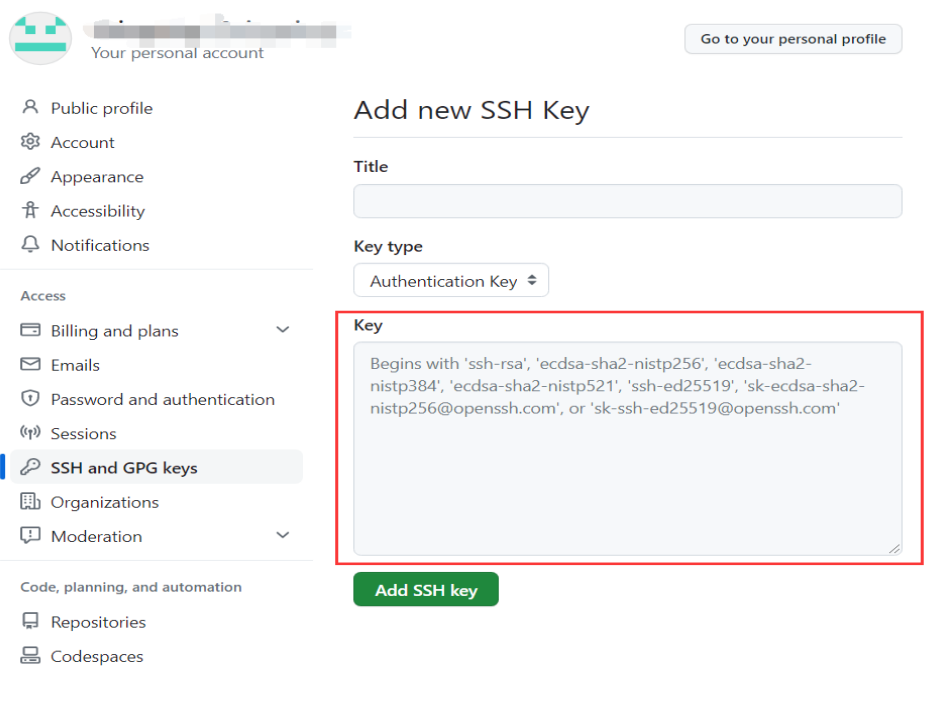 Your personal account
Go to your personal profile
Public profile
Account
Appearance
Accessibility
Notifications
Access
Billing and plans
Emails
Password and authentication
Sessions
SSH and GPG keys
Organizations
Moderation
Code, planning, and automation
Repositories
Codespaces
Add new SSH Key
Title
Key type
Authentication Key
Key
Begins with 'ssh-rsa', 'ecdsa-sha2-nistp256', 'ecdsa-sha2-
nistp384', 'ecdsa-sha2-nistp521', 'ssh-ed25519', 'sk-ecdsa-sha2-
nistp256@openssh.com', or 'sk-ssh-ed25519@openssh.com'
Add SSH key